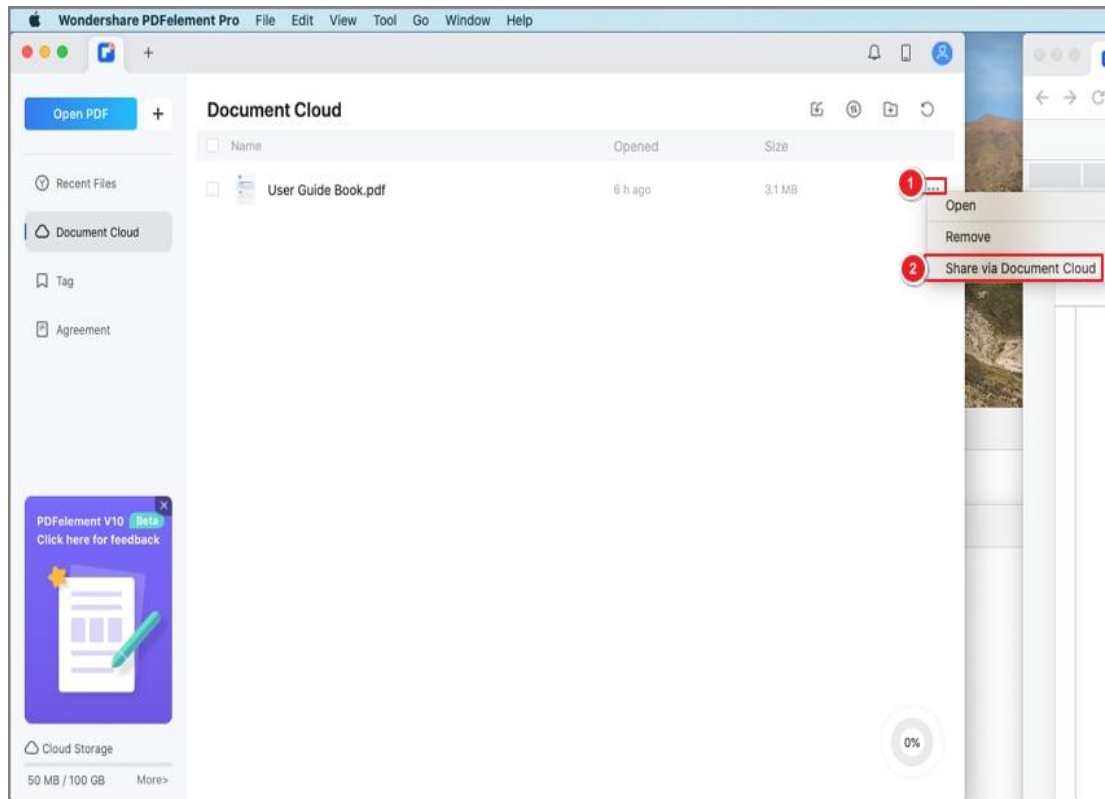 Wondershare PDFelement Pro File Edit View Tool Go Window Help
Open PDF +
Recent Files
Document Cloud
Tag
Agreement
Document Cloud
Name Opened Size
User Guide Book.pdf 6 h ago 3.1 MB
1 ...
Open
Remove
2 Share via Document Cloud
PDFelement V10 Beta
Click here for feedback
Cloud Storage
50 MB / 100 GB More>
0%